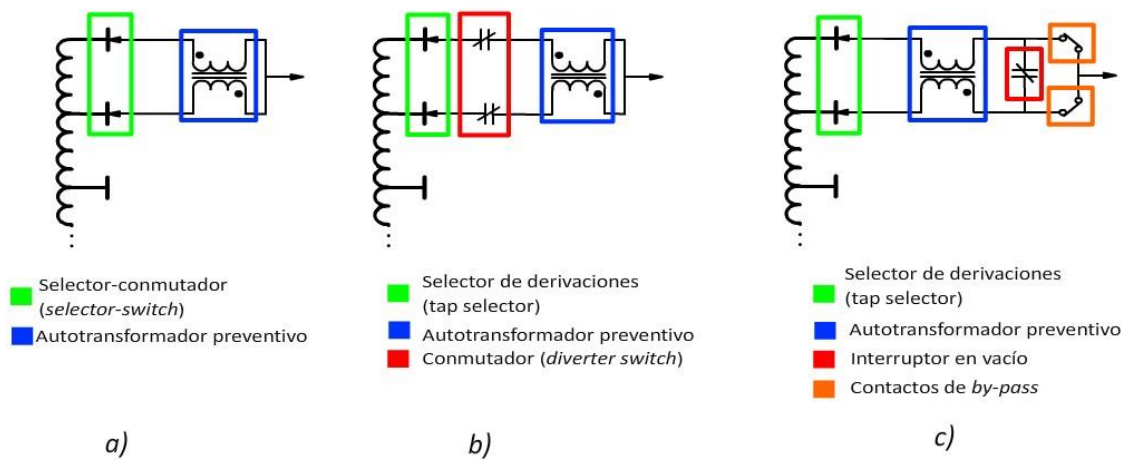 Selector-conmutador
(selector-switch)
Autotransformador preventivo
a)
Selector de derivaciones
(tap selector)
Autotransformador preventivo
Conmutador (diverter switch)
b)
Selector de derivaciones
(tap selector)
Autotransformador preventivo
Interruptor en vacío
Contactos de by-pass
c)